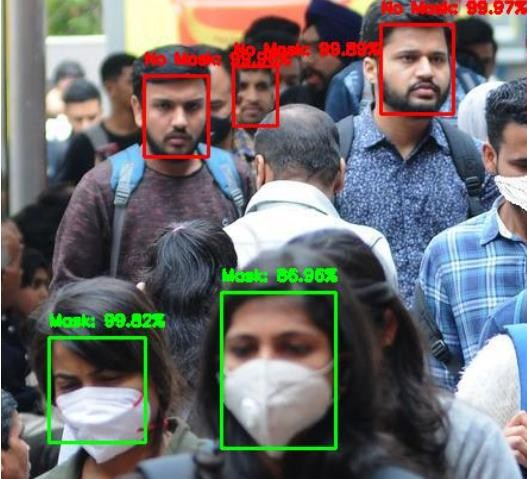 No Mask: 99.97%
No Mask: 99.89%
No Mask:
Mask: 86.96%
Mask: 99.82%